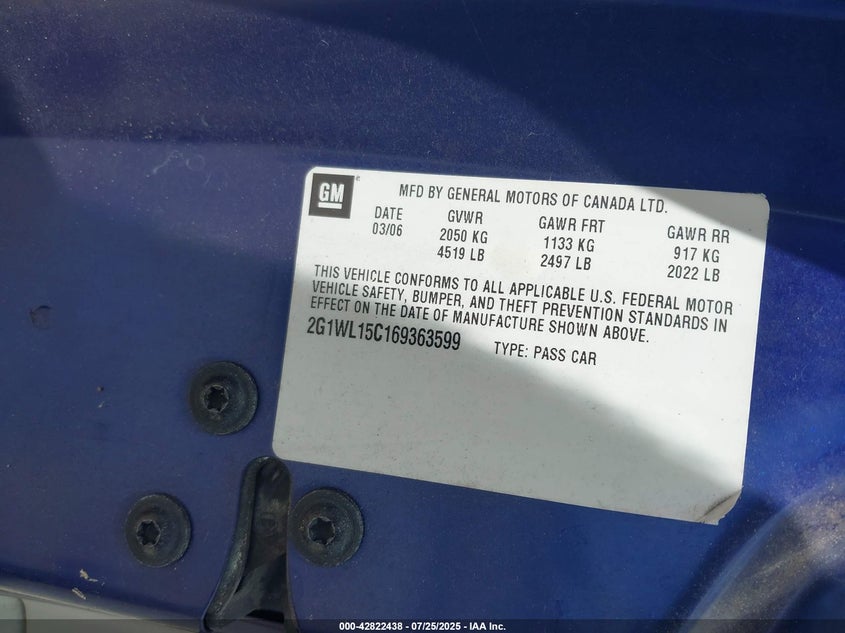 GM
MFD BY GENERAL MOTORS OF CANADA LTD.
DATE GVWR GAWR FRT GAWR RR
03/06 2050 KG 1133 KG 917 KG
4519 LB 2497 LB 2022 LB
THIS VEHICLE CONFORMS TO ALL APPLICABLE U.S. FEDERAL MOTOR
VEHICLE SAFETY, BUMPER, AND THEFT PREVENTION STANDARDS IN
EFFECT ON THE DATE OF MANUFACTURE SHOWN ABOVE.
2G1WL15C169363599 TYPE: PASS CAR
000-42822438 - 07/25/2025 - IAA Inc.